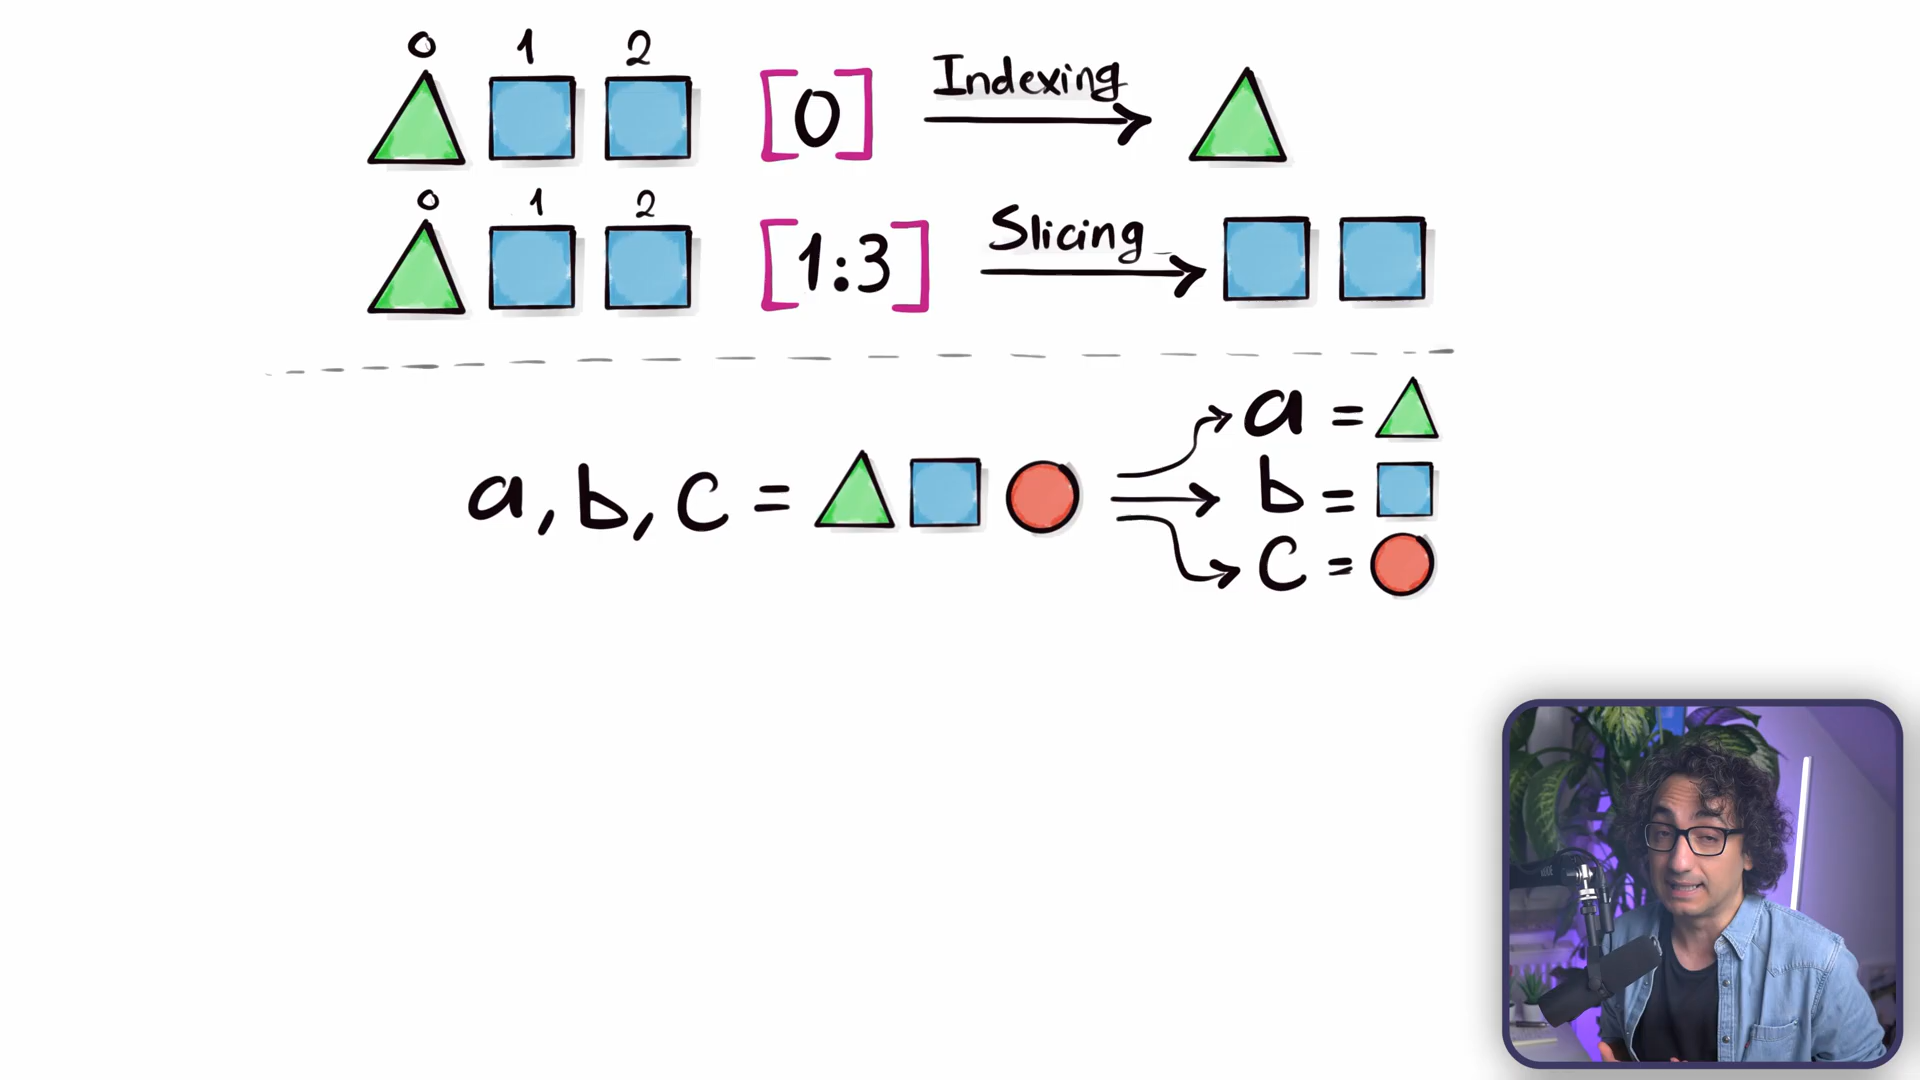 0 1 2
[0] Indexing
0 1 2
[1:3] Slicing
a =
a, b, c = b =
c =